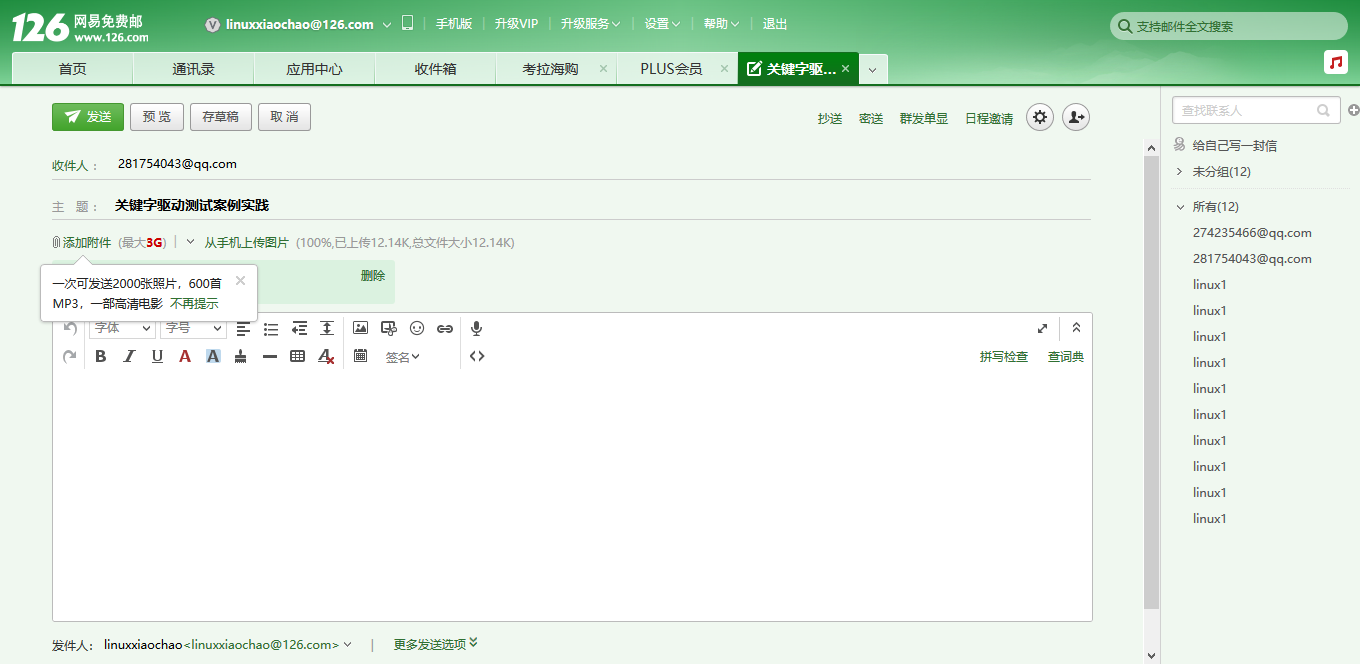 126 网易免费邮
www.126.com
V linuxxiaochao@126.com
手机版 升级VIP 升级服务 设置 帮助 退出
支持邮件全文搜索
首页 通讯录 应用中心 收件箱 考拉海购 PLUS会员 关键字驱...
发送 预 览 存草稿 取 消
抄送 密送 群发单显 日程邀请
收件人： 281754043@qq.com
主 题： 关键字驱动测试案例实践
添加附件 (最大3G) | 从手机上传图片 (100%,已上传12.14K,总文件大小12.14K)
一次可发送2000张照片，600首
MP3，一部高清电影 不再提示
删除
字体 字号
B I U A A 签名
拼写检查 查词典
发件人： linuxxiaochao<linuxxiaochao@126.com> | 更多发送选项
查找联系人
给自己写一封信
未分组(12)
所有(12)
274235466@qq.com
281754043@qq.com
linux1
linux1
linux1
linux1
linux1
linux1
linux1
linux1
linux1
linux1